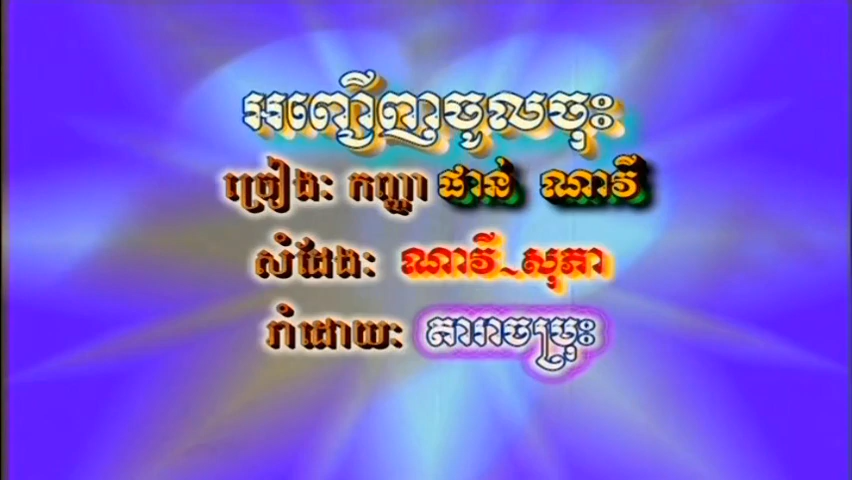 អញ្ជើញចូលចុះ
ច្រៀងៈ កញ្ញា ផាន់ ណាវី
សំដែងៈ ណាវី-សុភា
រាំដោយៈ តារាចម្រុះ